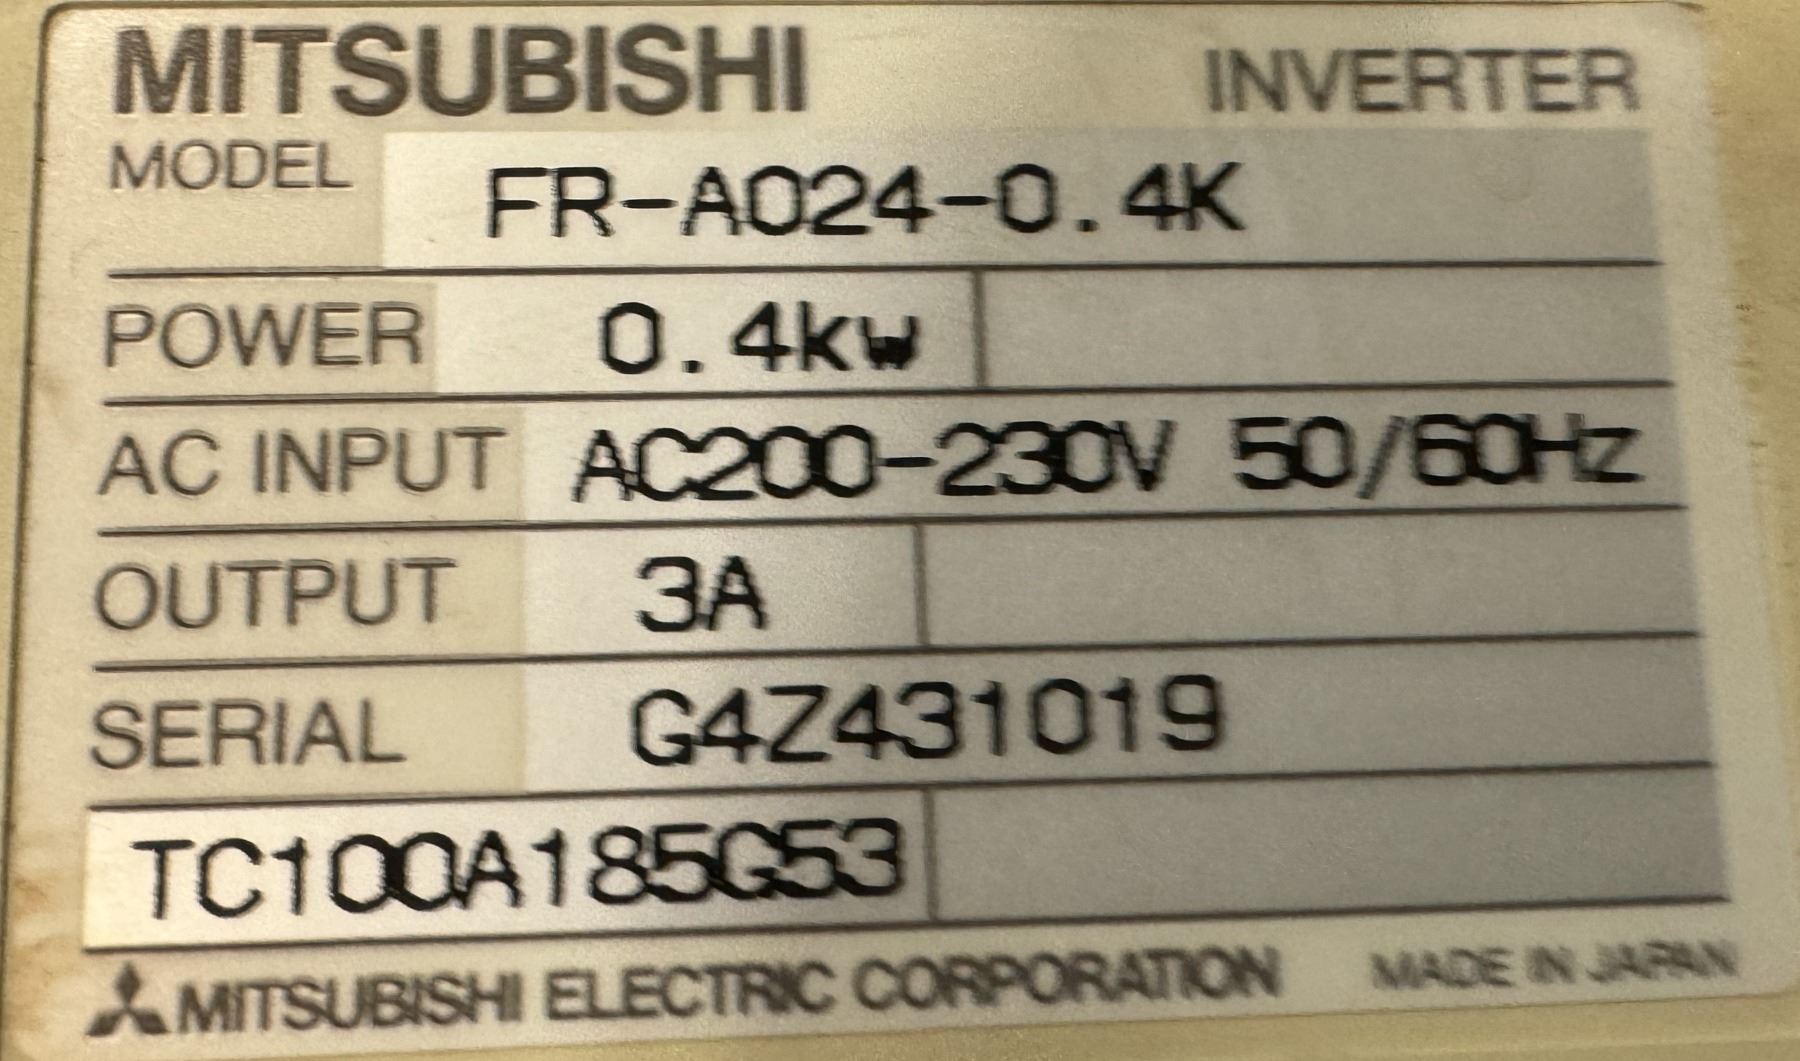 MITSUBISHI INVERTER
MODEL FR-A024-0.4K
POWER 0.4kw
AC INPUT AC200-230V 50/60Hz
OUTPUT 3A
SERIAL G4Z431019
TC100A185G53
MITSUBISHI ELECTRIC CORPORATION MADE IN JAPAN